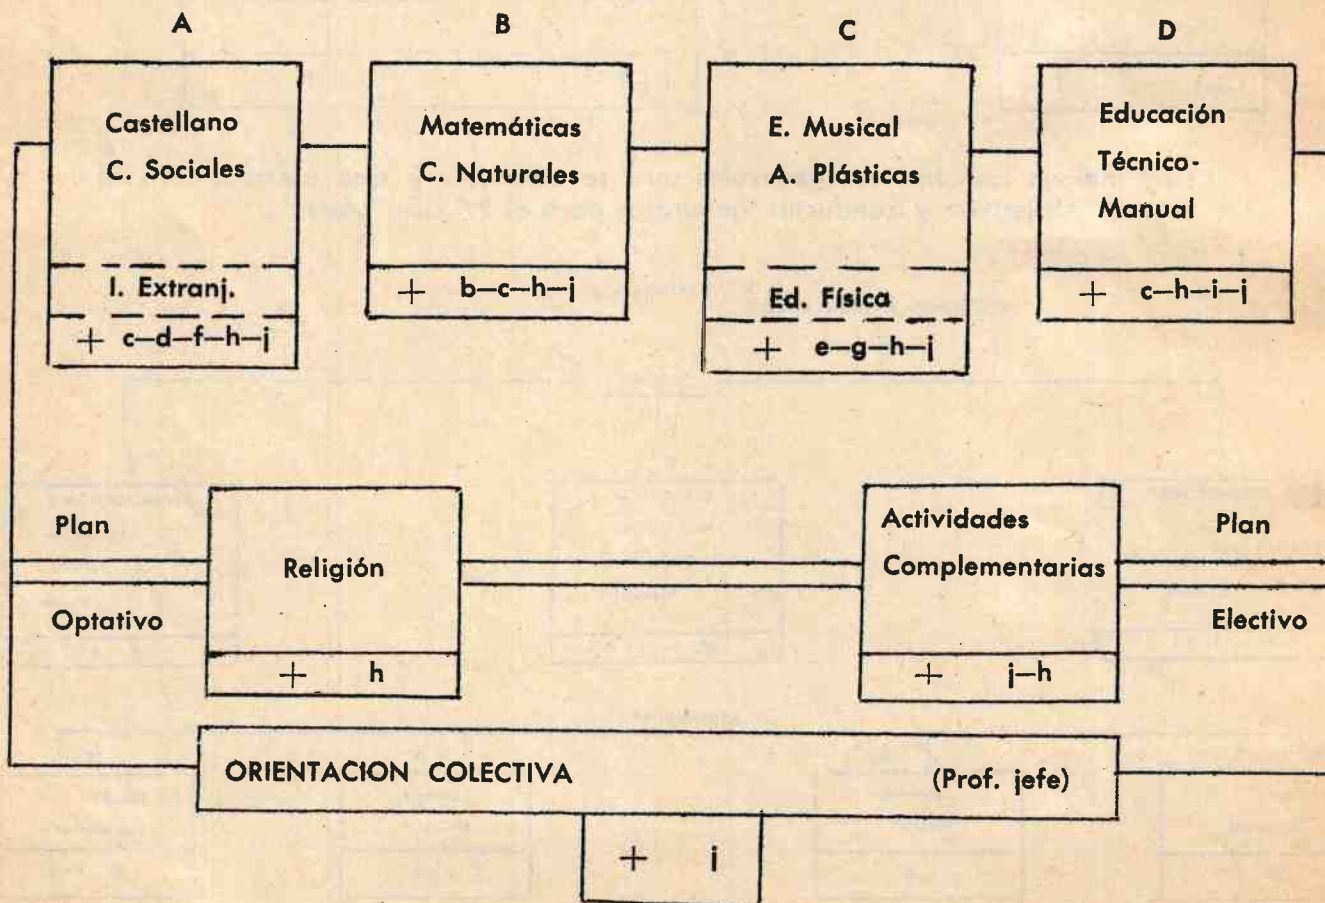 A B C D
Castellano
C. Sociales
I. Extranj.
+ c—d—f—h—j
Matemáticas
C. Naturales
+ b—c—h—j
E. Musical
A. Plásticas
Ed. Física
+ e—g—h—j
Educación
Técnico-
Manual
+ c—h—i—j
Plan
Optativo
Religión
+ h
Actividades
Complementarias
+ j—h
Plan
Electivo
ORIENTACION COLECTIVA (Prof. jefe)
+ j